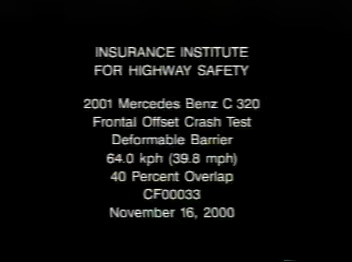 INSURANCE INSTITUTE
FOR HIGHWAY SAFETY
2001 Mercedes Benz C 320
Frontal Offset Crash Test
Deformable Barrier
64.0 kph (39.8 mph)
40 Percent Overlap
CF00033
November 16, 2000